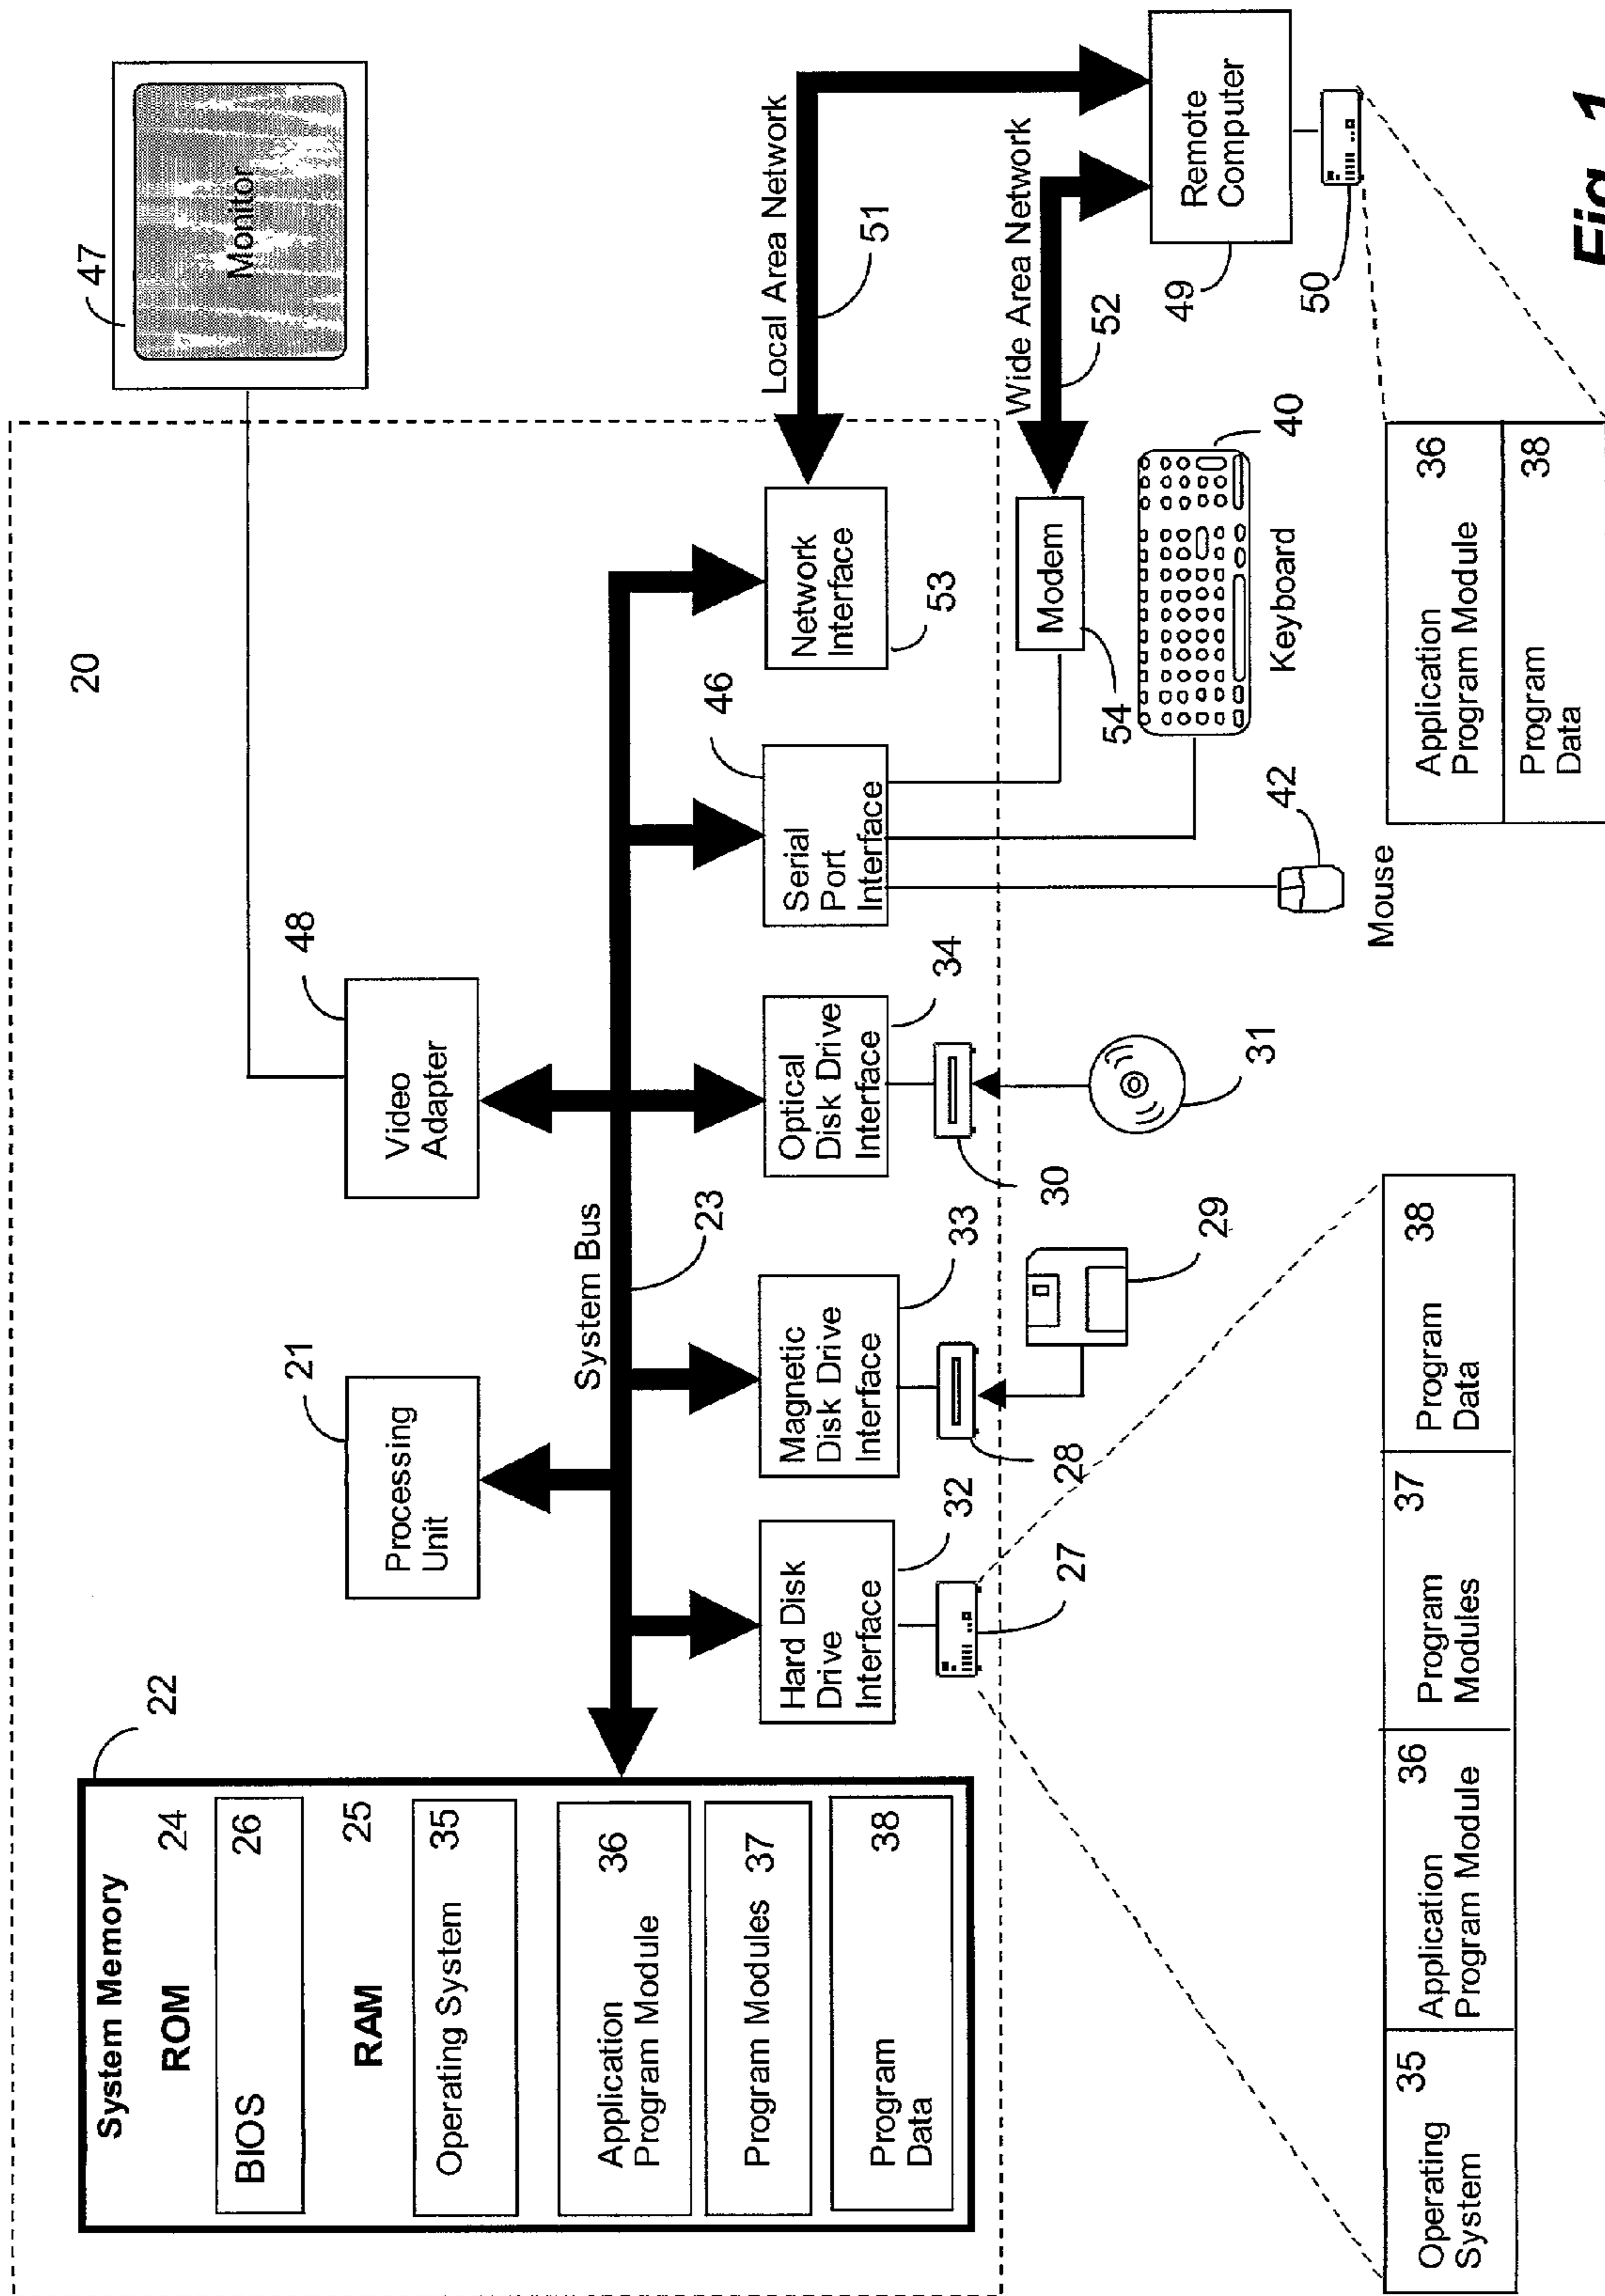 20
47
Monitor
System Memory
22
ROM
24
BIOS
26
RAM
25
Operating System
35
Application
Program Module
36
Program Modules
37
Program
Data
38
21
Processing
Unit
48
Video
Adapter
System Bus
23
Hard Disk
Drive
Interface
32
Magnetic
Disk Drive
Interface
33
Optical
Disk Drive
Interface
34
Serial
Port
Interface
46
Network
Interface
53
Local Area Network
51
27
28
29
30
31
Modem
54
Wide Area Network
52
Mouse
42
Keyboard
40
Remote
Computer
49
50
Operating
System
35
Application
Program Module
36
Program
Modules
37
Program
Data
38
Application
Program Module
36
Program
Data
38
Fig. 1